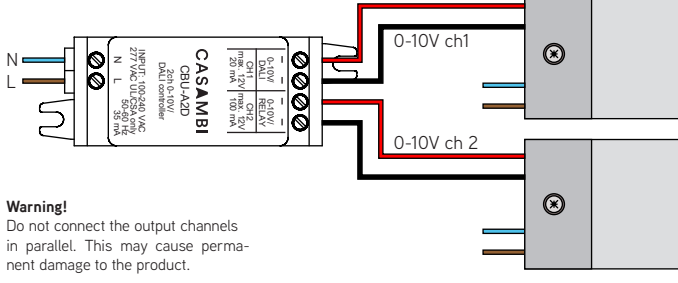 N
L
N
L
INPUT: 100-240 VAC
277 VAC UL/CSA only
50-60 Hz
35 mA
CASAMBI
CBU-A2D
2ch 0-10V/
DALI controller
0-10V/
DALI
CH1
max. 12V
20 mA
0-10V/
RELAY
CH2
max. 12V
100 mA
0-10V ch1
0-10V ch 2
Warning!
Do not connect the output channels
in parallel. This may cause perma-
nent damage to the product.